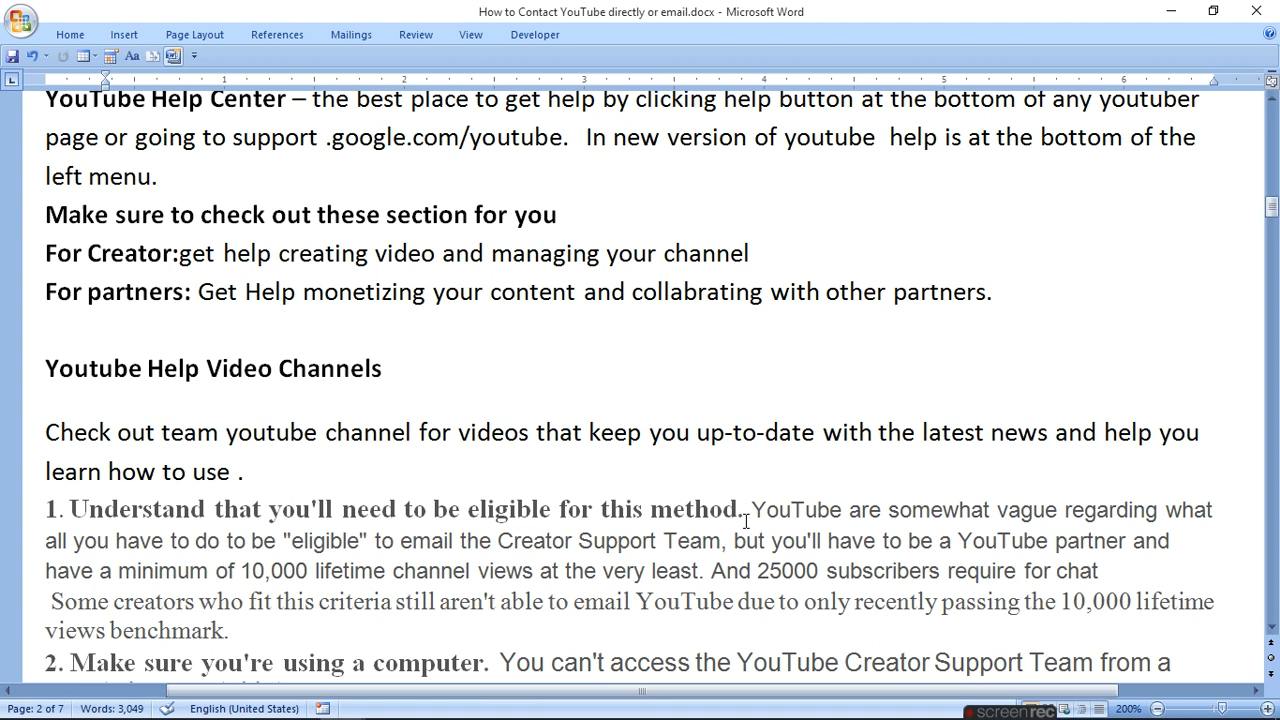 How to Contact YouTube directly or email.docx - Microsoft Word
Home Insert Page Layout References Mailings Review View Developer
1 2 3 4 5 6
YouTube Help Center – the best place to get help by clicking help button at the bottom of any youtuber
page or going to support .google.com/youtube.  In new version of youtube  help is at the bottom of the
left menu.
Make sure to check out these section for you
For Creator:get help creating video and managing your channel
For partners: Get Help monetizing your content and collabrating with other partners.
Youtube Help Video Channels
Check out team youtube channel for videos that keep you up-to-date with the latest news and help you
learn how to use .
1. Understand that you'll need to be eligible for this method. YouTube are somewhat vague regarding what
all you have to do to be "eligible" to email the Creator Support Team, but you'll have to be a YouTube partner and
have a minimum of 10,000 lifetime channel views at the very least. And 25000 subscribers require for chat
Some creators who fit this criteria still aren't able to email YouTube due to only recently passing the 10,000 lifetime
views benchmark.
2. Make sure you're using a computer. You can't access the YouTube Creator Support Team from a
Page: 2 of 7 Words: 3,049 English (United States) 200%
screenrec